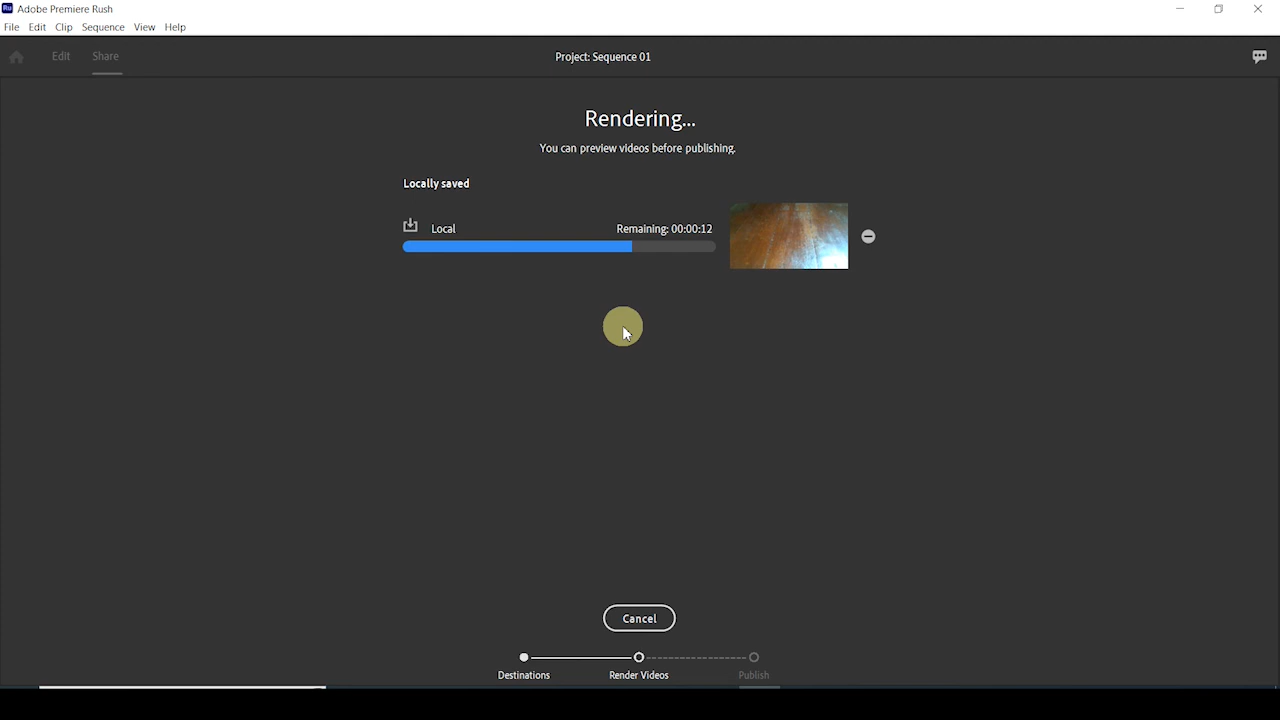 Ru Adobe Premiere Rush
File Edit Clip Sequence View Help
Edit Share Project: Sequence 01
Rendering...
You can preview videos before publishing.
Locally saved
Local Remaining: 00:00:12
Cancel
Destinations Render Videos Publish